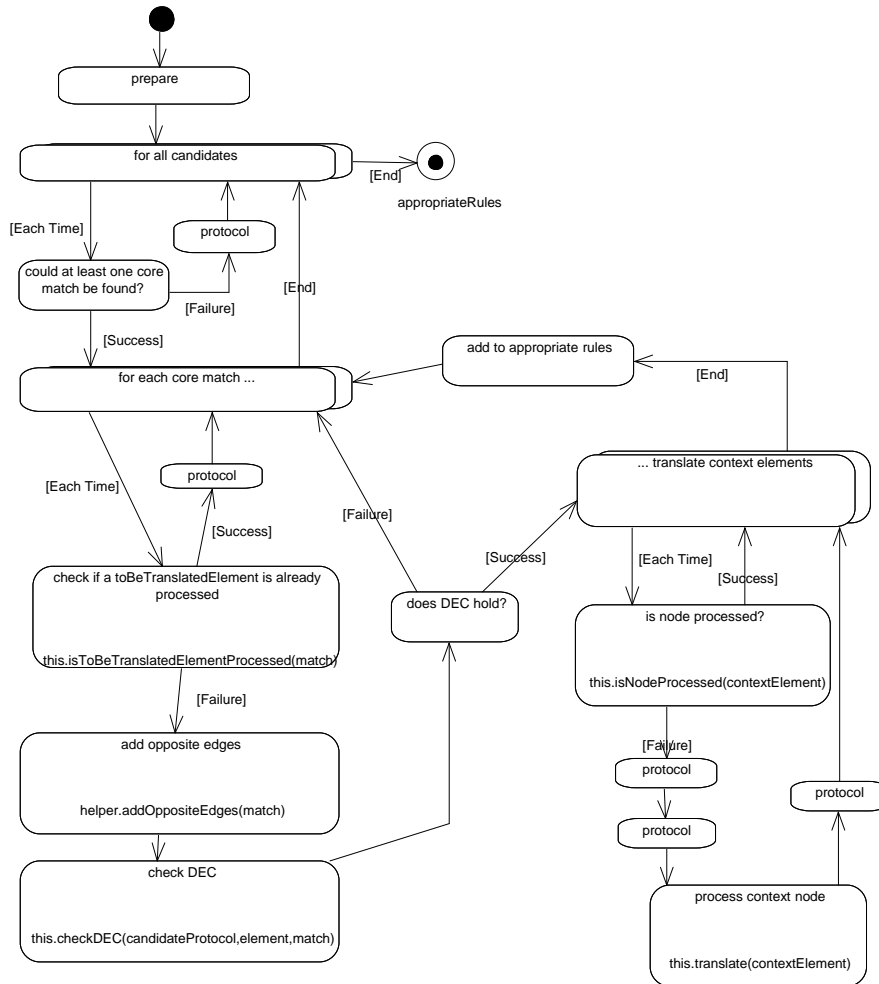 prepare
for all candidates
[End]
appropriateRules
[Each Time]
protocol
could at least one core
match be found?
[Failure]
[End]
[Success]
add to appropriate rules
for each core match ...
[End]
... translate context elements
protocol
[Each Time]
[Failure]
[Success]
[Success]
[Each Time]
[Success]
check if a toBeTranslatedElement is already
processed
this.isToBeTranslatedElementProcessed(match)
does DEC hold?
is node processed?
this.isNodeProcessed(contextElement)
[Failure]
add opposite edges
helper.addOppositeEdges(match)
[Failure]
protocol
protocol
protocol
check DEC
this.checkDEC(candidateProtocol,element,match)
process context node
this.translate(contextElement)